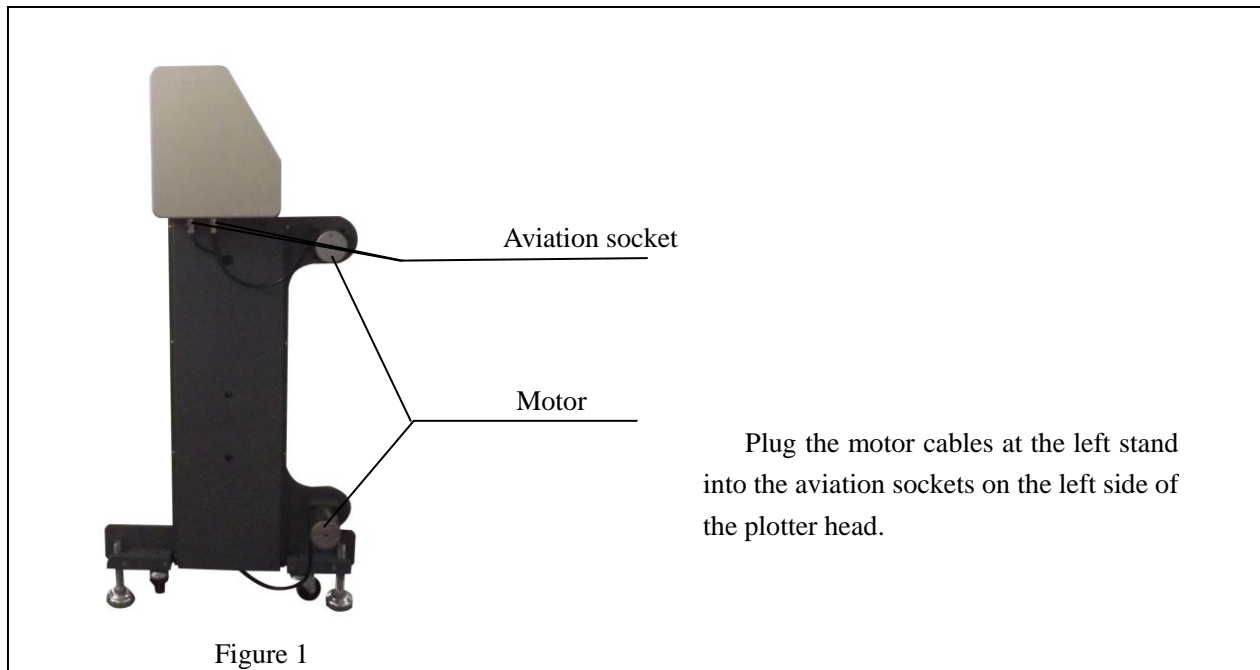 Aviation socket
Motor
Plug the motor cables at the left stand
into the aviation sockets on the left side of
the plotter head.
Figure 1